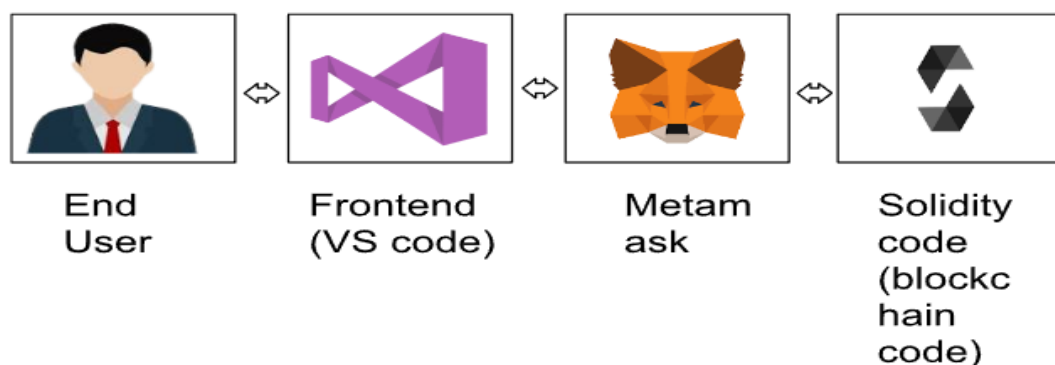 End
User
Frontend
(VS code)
Metam
ask
Solidity
code
(blockc
hain
code)